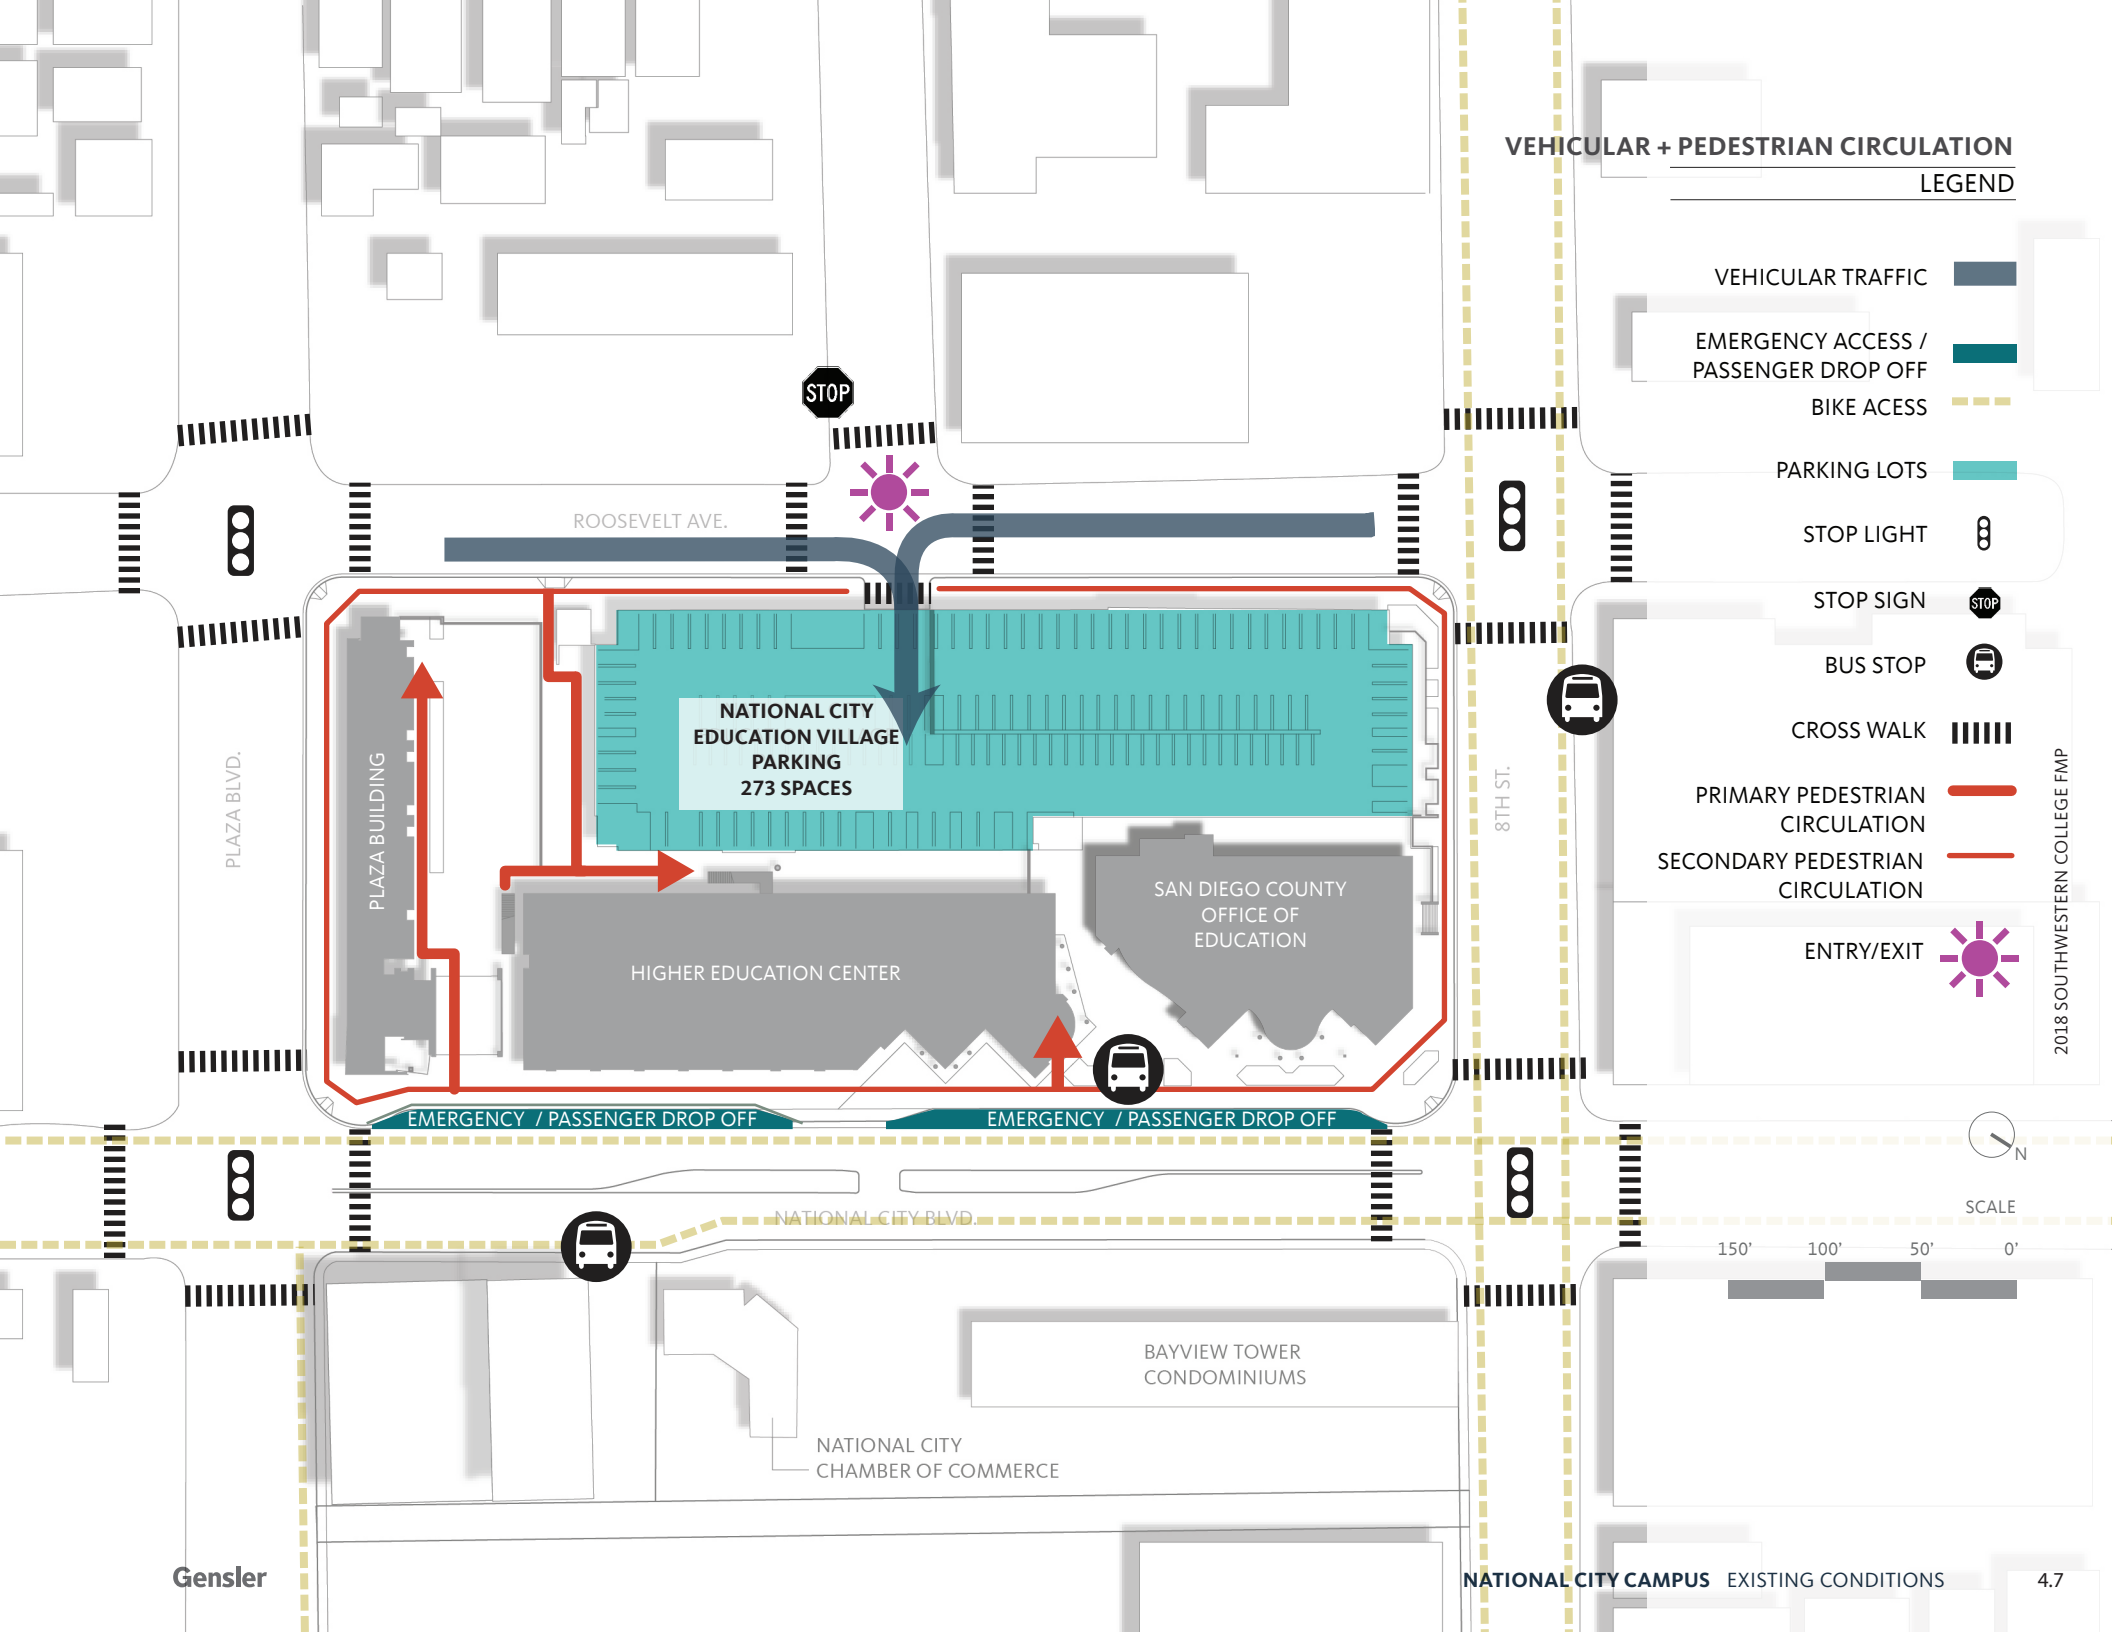 VEHICULAR + PEDESTRIAN CIRCULATION
LEGEND
VEHICULAR TRAFFIC
EMERGENCY ACCESS /
PASSENGER DROP OFF
BIKE ACESS
PARKING LOTS
STOP LIGHT
STOP SIGN
STOP
BUS STOP
CROSS WALK
PRIMARY PEDESTRIAN
CIRCULATION
SECONDARY PEDESTRIAN
CIRCULATION
ENTRY/EXIT
2018 SOUTHWESTERN COLLEGE FMP
N
SCALE
150' 100' 50' 0'
STOP
ROOSEVELT AVE.
PLAZA BLVD.
8TH ST.
NATIONAL CITY BLVD.
NATIONAL CITY
EDUCATION VILLAGE
PARKING
273 SPACES
PLAZA BUILDING
HIGHER EDUCATION CENTER
SAN DIEGO COUNTY
OFFICE OF
EDUCATION
EMERGENCY / PASSENGER DROP OFF
EMERGENCY / PASSENGER DROP OFF
BAYVIEW TOWER
CONDOMINIUMS
NATIONAL CITY
CHAMBER OF COMMERCE
Gensler
NATIONAL CITY CAMPUS EXISTING CONDITIONS 4.7